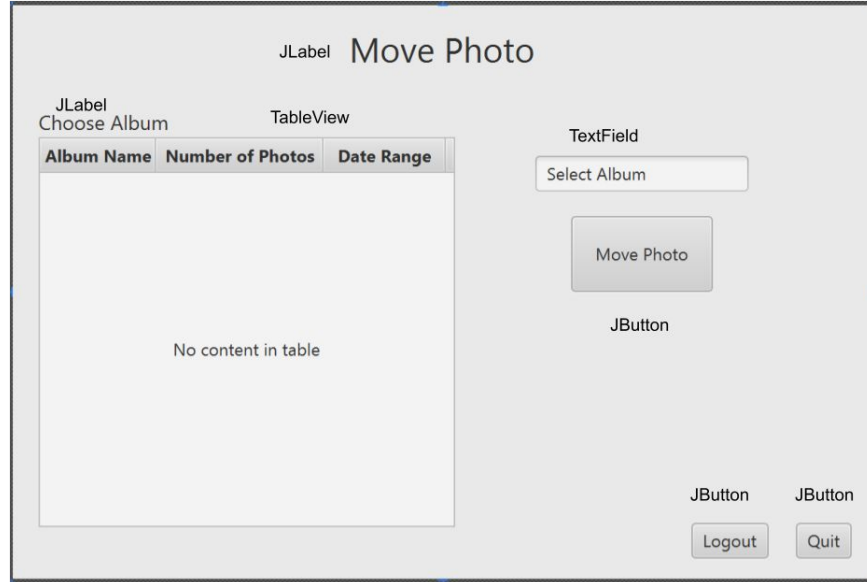 JLabel Move Photo
JLabel
Choose Album
TableView
Album Name Number of Photos Date Range
No content in table
TextField
Select Album
Move Photo
JButton
JButton JButton
Logout Quit